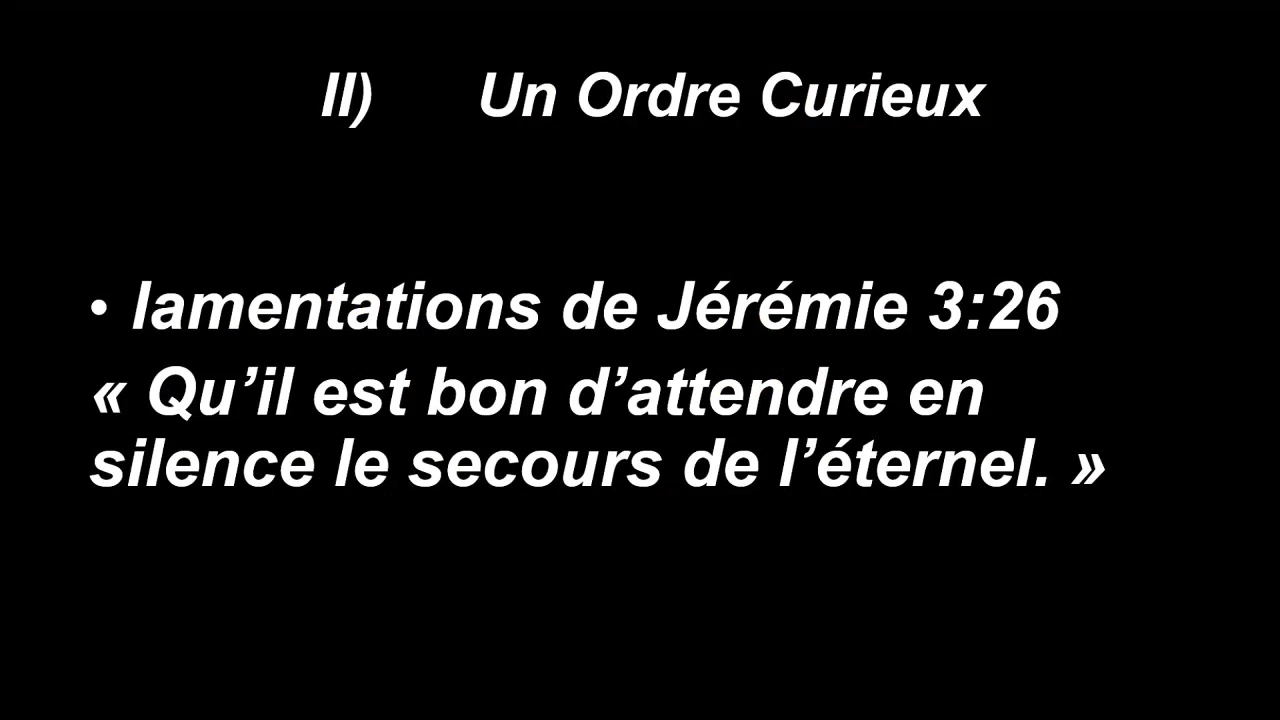 II) Un Ordre Curieux
• lamentations de Jérémie 3:26
« Qu’il est bon d’attendre en
silence le secours de l’éternel. »